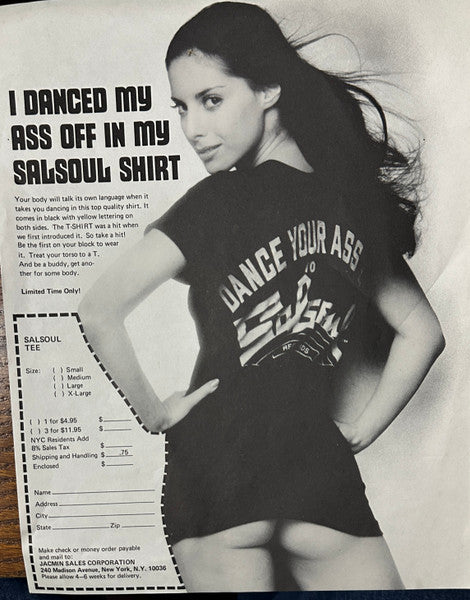 I DANCED MY
ASS OFF IN MY
SALSOUL SHIRT
Your body will talk its own language when it
takes you dancing in this top quality shirt. It
comes in black with yellow lettering on
both sides. The T-SHIRT was a hit when
we first introduced it. So take a hit!
Be the first on your block to wear
it. Treat your torso to a T.
And be a buddy, get ano-
ther for some body.
Limited Time Only!
SALSOUL
TEE
Size: ( ) Small
( ) Medium
( ) Large
( ) X-Large
( ) 1 for $4.95 $
( ) 3 for $11.95 $
NYC Residents Add
8% Sales Tax $
Shipping and Handling $ .75
Enclosed $
Name
Address
City
State Zip
Make check or money order payable
and mail to:
JACMIN SALES CORPORATION
240 Madison Avenue, New York, N.Y. 10036
Please allow 4–6 weeks for delivery.
DANCE YOUR ASS
TO
Salsoul
RECORDS